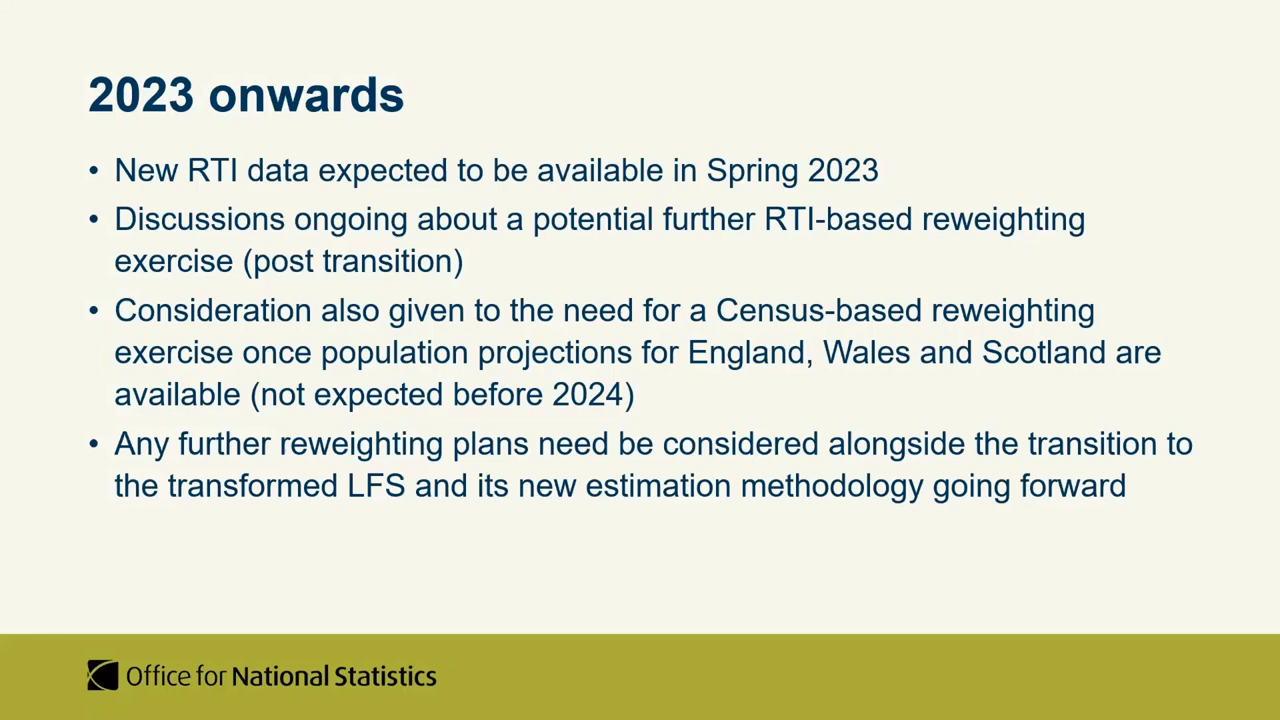 2023 onwards
• New RTI data expected to be available in Spring 2023
• Discussions ongoing about a potential further RTI-based reweighting
exercise (post transition)
• Consideration also given to the need for a Census-based reweighting
exercise once population projections for England, Wales and Scotland are
available (not expected before 2024)
• Any further reweighting plans need be considered alongside the transition to
the transformed LFS and its new estimation methodology going forward
Office for National Statistics